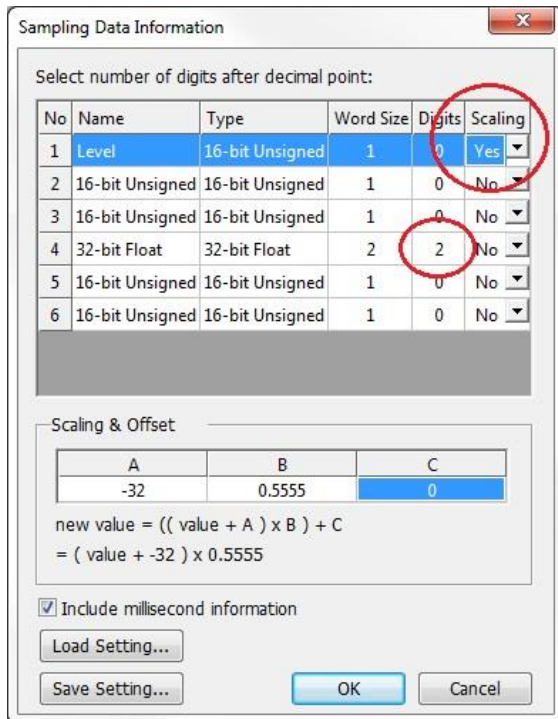 Sampling Data Information
Select number of digits after decimal point:
No Name Type Word Size Digits Scaling
1 Level 16-bit Unsigned 1 0 Yes
2 16-bit Unsigned 16-bit Unsigned 1 0 No
3 16-bit Unsigned 16-bit Unsigned 1 0 No
4 32-bit Float 32-bit Float 2 2 No
5 16-bit Unsigned 16-bit Unsigned 1 0 No
6 16-bit Unsigned 16-bit Unsigned 1 0 No
Scaling & Offset
A B C
-32 0.5555 0
new value = (( value + A ) x B ) + C
= ( value + -32 ) x 0.5555
Include millisecond information
Load Setting...
Save Setting... OK Cancel